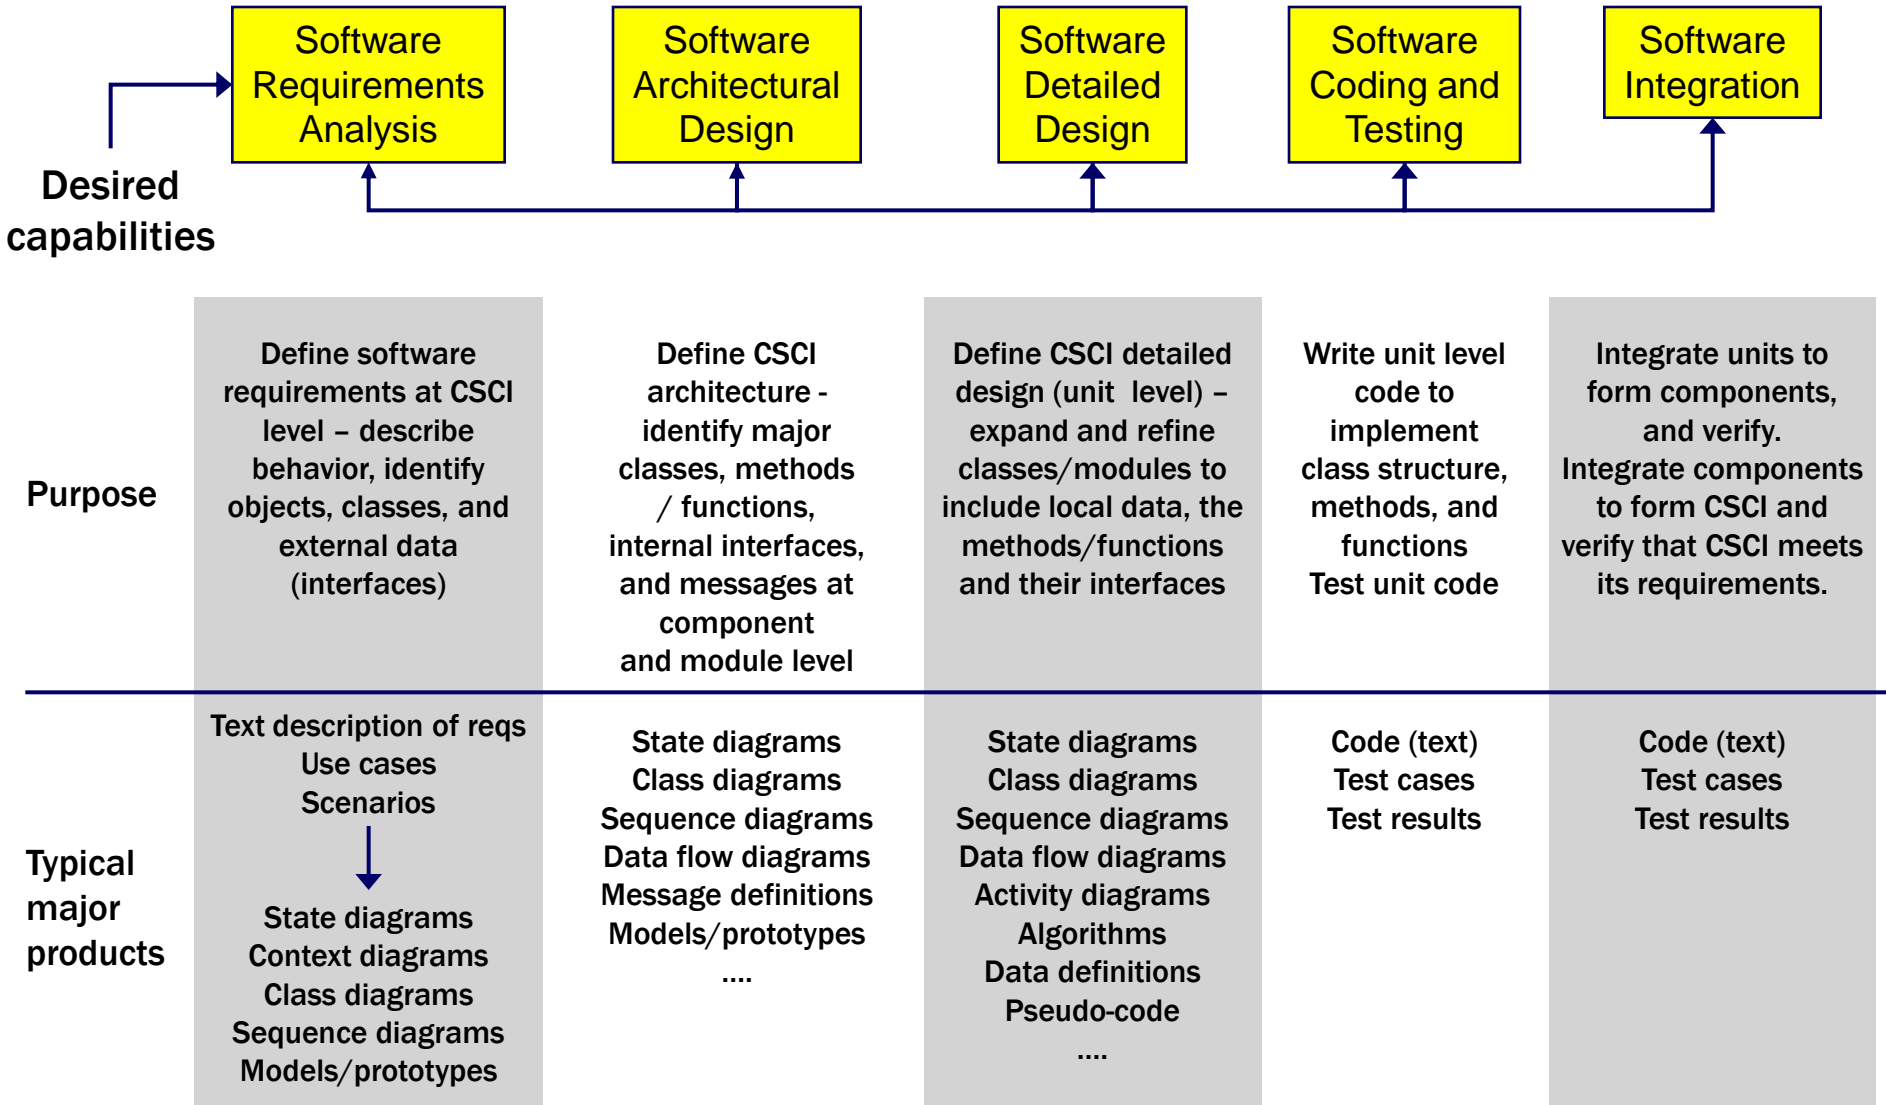 Software
Requirements
Analysis
Software
Architectural
Design
Software
Detailed
Design
Software
Coding and
Testing
Software
Integration
Desired
capabilities
Purpose
Define software
requirements at CSCI
level – describe
behavior, identify
objects, classes, and
external data
(interfaces)
Define CSCI
architecture -
identify major
classes, methods
/ functions,
internal interfaces,
and messages at
component
and module level
Define CSCI detailed
design (unit level) –
expand and refine
classes/modules to
include local data, the
methods/functions
and their interfaces
Write unit level
code to
implement
class structure,
methods, and
functions
Test unit code
Integrate units to
form components,
and verify.
Integrate components
to form CSCI and
verify that CSCI meets
its requirements.
Typical
major
products
Text description of reqs
Use cases
Scenarios
State diagrams
Context diagrams
Class diagrams
Sequence diagrams
Models/prototypes
State diagrams
Class diagrams
Sequence diagrams
Data flow diagrams
Message definitions
Models/prototypes
....
State diagrams
Class diagrams
Sequence diagrams
Data flow diagrams
Activity diagrams
Algorithms
Data definitions
Pseudo-code
....
Code (text)
Test cases
Test results
Code (text)
Test cases
Test results